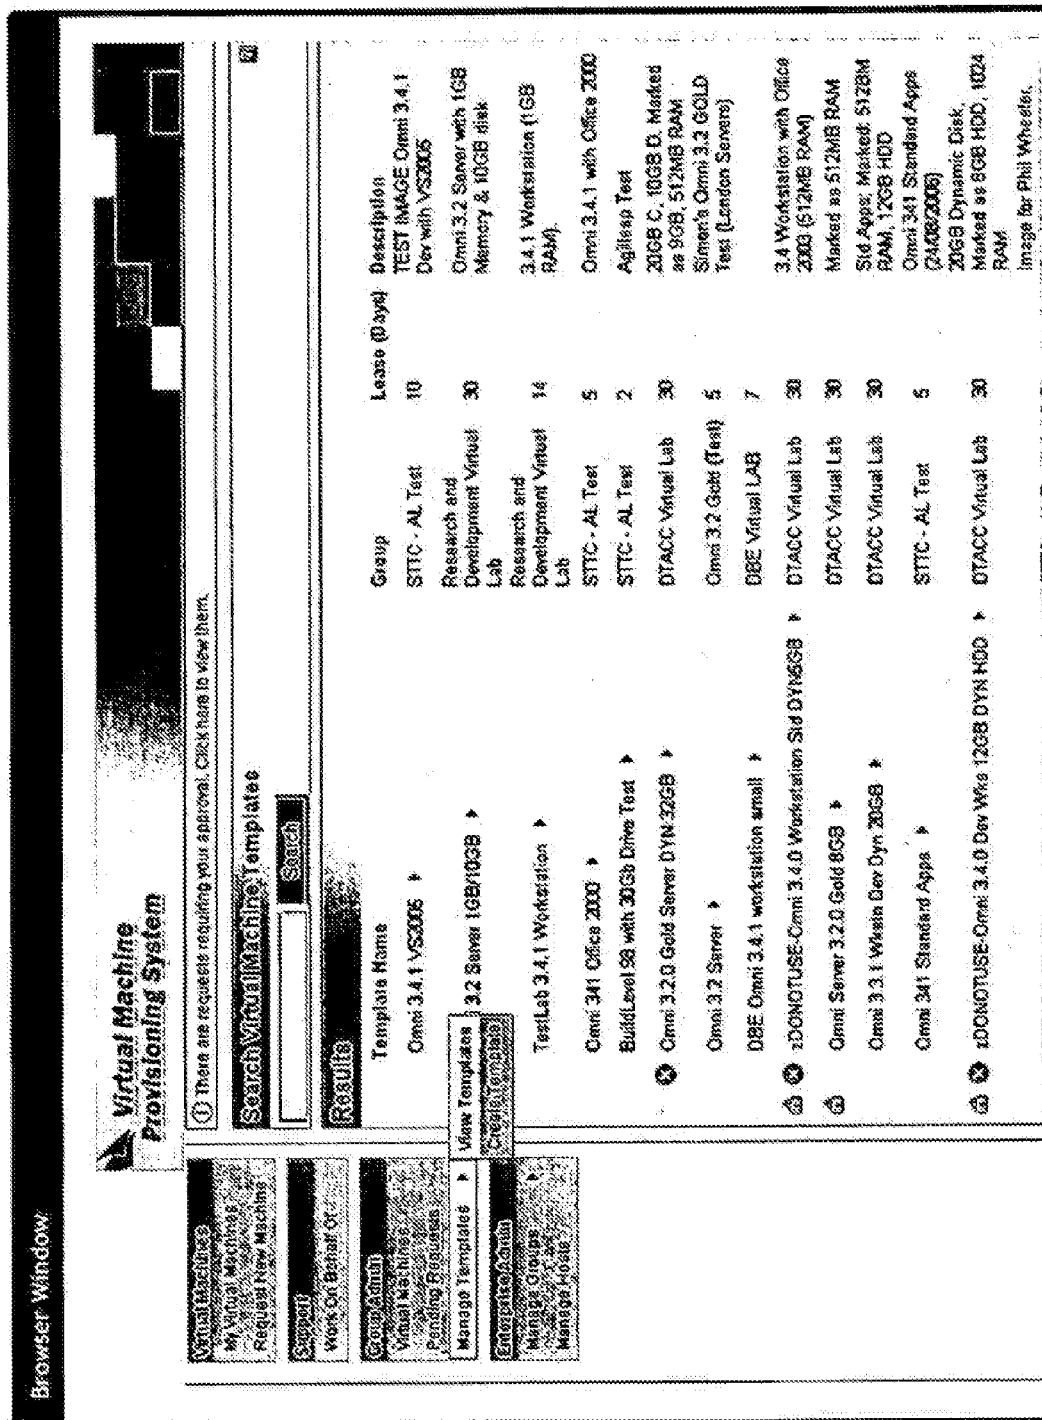 Browser Window:
Virtual Machine
Provisioning System
Virtual Machines
My Virtual Machines
Request New Machine
Support
Work On Behalf Of
Group Admin
Virtual Machines
Pending Requests
Manage Templates
View Templates
Create Template
Enterprise Admin
Manage Groups
Manage Hosts
There are requests requiring your approval. Click here to view them.
Search Virtual Machine Templates
Search
Results
Template Name Group Lease (Days) Desciption
Omni 3.4.1 VS2005 STTC - AL Test 10 TEST IMAGE Omni 3.4.1
Dev with VS2005
3.2 Server 1GB/10GB Research and
Development Virtual
Lab 30 Omni 3.2 Server with 1GB
Memory & 10GB disk
TestLab 3.4.1 Workstation Research and
Development Virtual
Lab 14 3.4.1 Workstation (1GB
RAM).
Omni 341 Office 2000 STTC - AL Test 5 Omni 3.4.1 with Office 2000
BuildLevel 98 with 30Gb Drive Test STTC - AL Test 2 Agileap Test
Omni 3.2.0 Gold Server DYN 32GB DTACC Virtual Lab 30 20GB C, 10GB D. Marked
as 9GB, 512MB RAM
Omni 3.2 Server Omni 3.2 Gold (Test) 5 Simon's Omni 3.2 GOLD
Test (London Servers)
DBE Omni 3.4.1 workstation small DBE Virtual LAB 7
zDONOTUSE-Omni 3.4.0 Workstation Std DYN6GB DTACC Virtual Lab 30 3.4 Workstation with Office
2003 (512MB RAM)
Omni Server 3.2.0 Gold 8GB DTACC Virtual Lab 30 Marked as 512MB RAM
Omni 3.3.1 Wkstn Dev Dyn 20GB DTACC Virtual Lab 30 Std Apps; Marked: 512BM
RAM, 12GB HDD
Omni 341 Standard Apps STTC - AL Test 5 Omni 341 Standard Apps
(24/08/2006)
zDONOTUSE-Omni 3.4.0 Dev Wks 12GB DYN HDD DTACC Virtual Lab 30 20GB Dynamic Disk,
Marked as 8GB HDD, 1024
RAM
Image for Phil Wheeler,